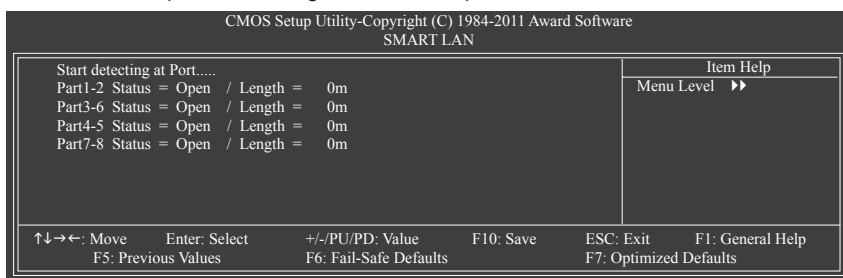 CMOS Setup Utility-Copyright (C) 1984-2011 Award Software
SMART LAN
Start detecting at Port.....
Part1-2 Status = Open / Length = 0m
Part3-6 Status = Open / Length = 0m
Part4-5 Status = Open / Length = 0m
Part7-8 Status = Open / Length = 0m
Item Help
Menu Level ▶▶
↑↓→←: Move Enter: Select +/-/PU/PD: Value F10: Save ESC: Exit F1: General Help
F5: Previous Values F6: Fail-Safe Defaults F7: Optimized Defaults